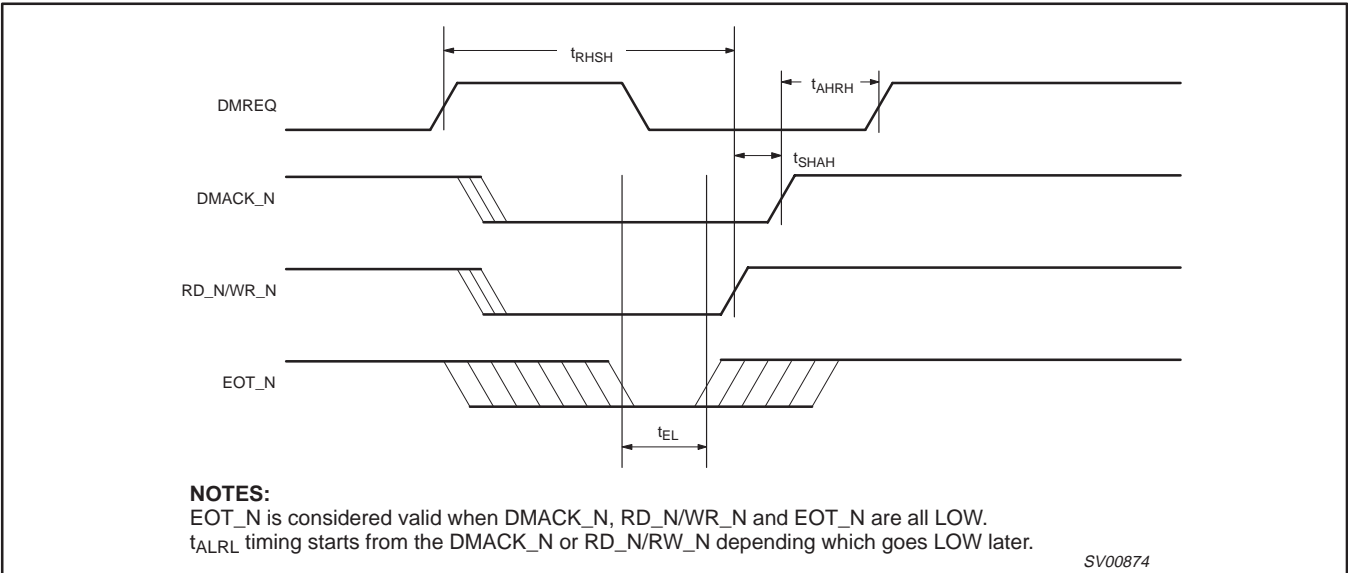 tRHSH
tAHRH
DMREQ
tSHAH
DMACK_N
RD_N/WR_N
EOT_N
tEL
NOTES:
EOT_N is considered valid when DMACK_N, RD_N/WR_N and EOT_N are all LOW.
tALRL timing starts from the DMACK_N or RD_N/RW_N depending which goes LOW later.
SV00874